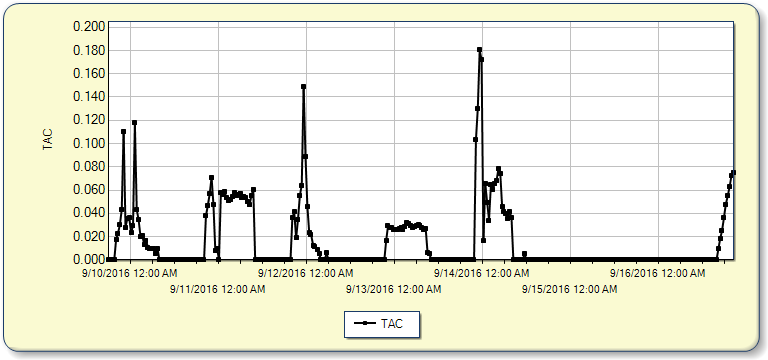 0.200
0.180
0.160
0.140
0.120
0.100
0.080
0.060
0.040
0.020
0.000
TAC
9/10/2016 12:00 AM
9/12/2016 12:00 AM
9/14/2016 12:00 AM
9/16/2016 12:00 AM
9/11/2016 12:00 AM
9/13/2016 12:00 AM
9/15/2016 12:00 AM
TAC